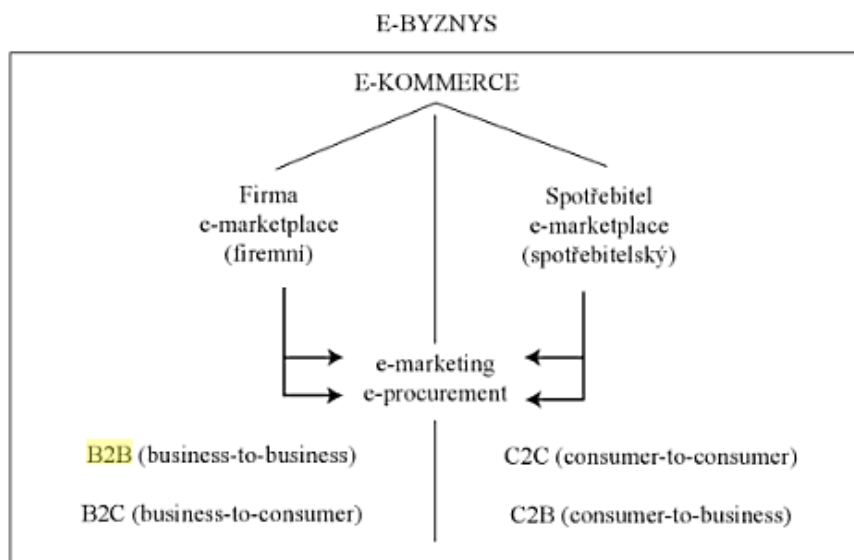 E-BYZNYS
E-KOMMERCE
Firma
e-marketplace
(firemní)
Spotřebitel
e-marketplace
(spotřebitelský)
e-marketing
e-procurement
B2B (business-to-business)
C2C (consumer-to-consumer)
B2C (business-to-consumer)
C2B (consumer-to-business)